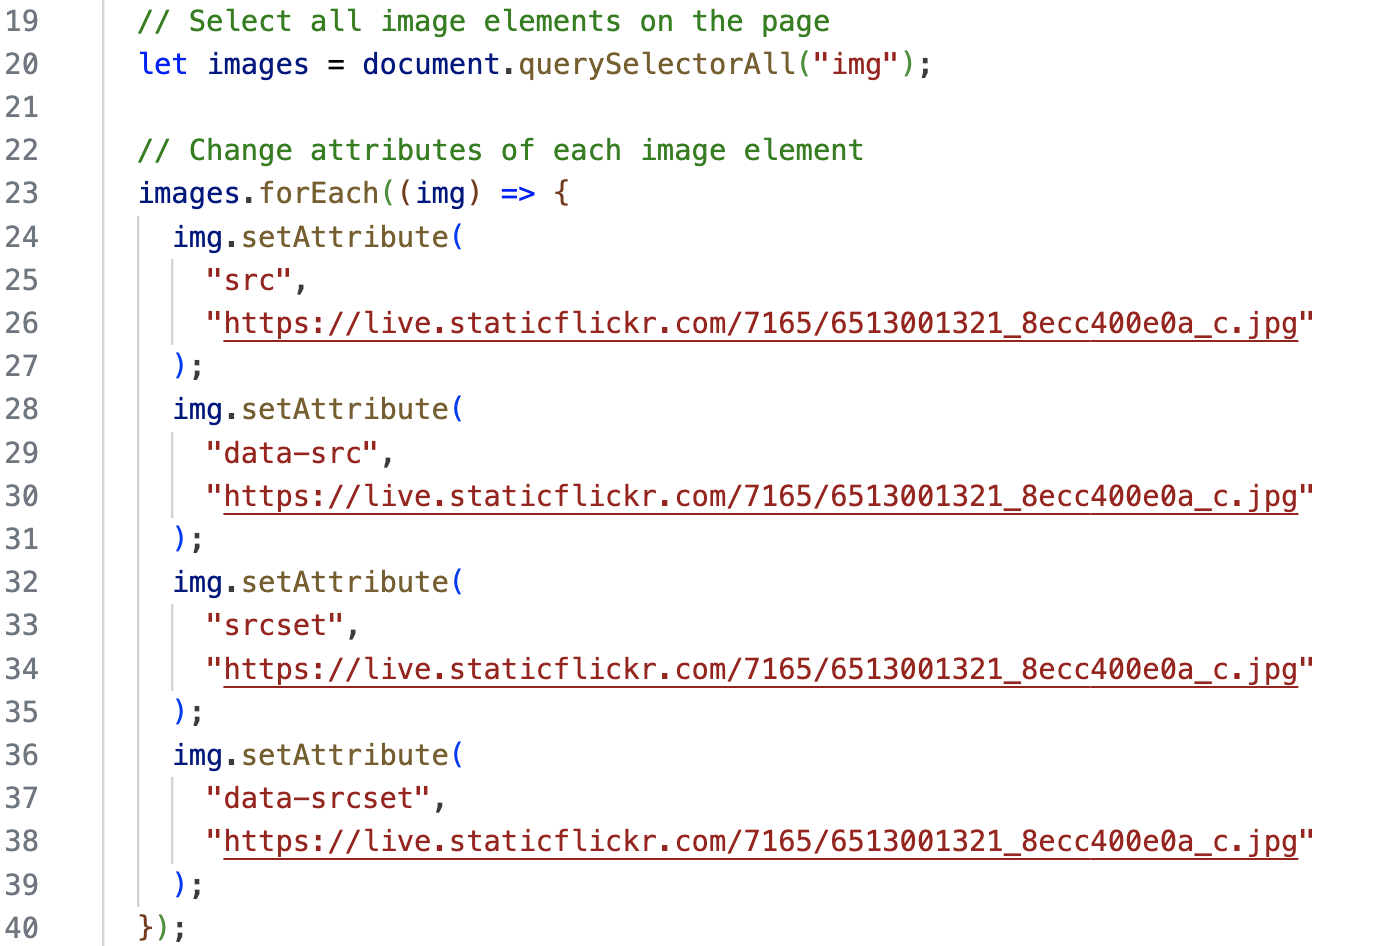 19 // Select all image elements on the page
20 let images = document.querySelectorAll("img");
21
22 // Change attributes of each image element
23 images.forEach((img) => {
24 img.setAttribute(
25 "src",
26 "https://live.staticflickr.com/7165/6513001321_8ecc400e0a_c.jpg"
27 );
28 img.setAttribute(
29 "data-src",
30 "https://live.staticflickr.com/7165/6513001321_8ecc400e0a_c.jpg"
31 );
32 img.setAttribute(
33 "srcset",
34 "https://live.staticflickr.com/7165/6513001321_8ecc400e0a_c.jpg"
35 );
36 img.setAttribute(
37 "data-srcset",
38 "https://live.staticflickr.com/7165/6513001321_8ecc400e0a_c.jpg"
39 );
40 });